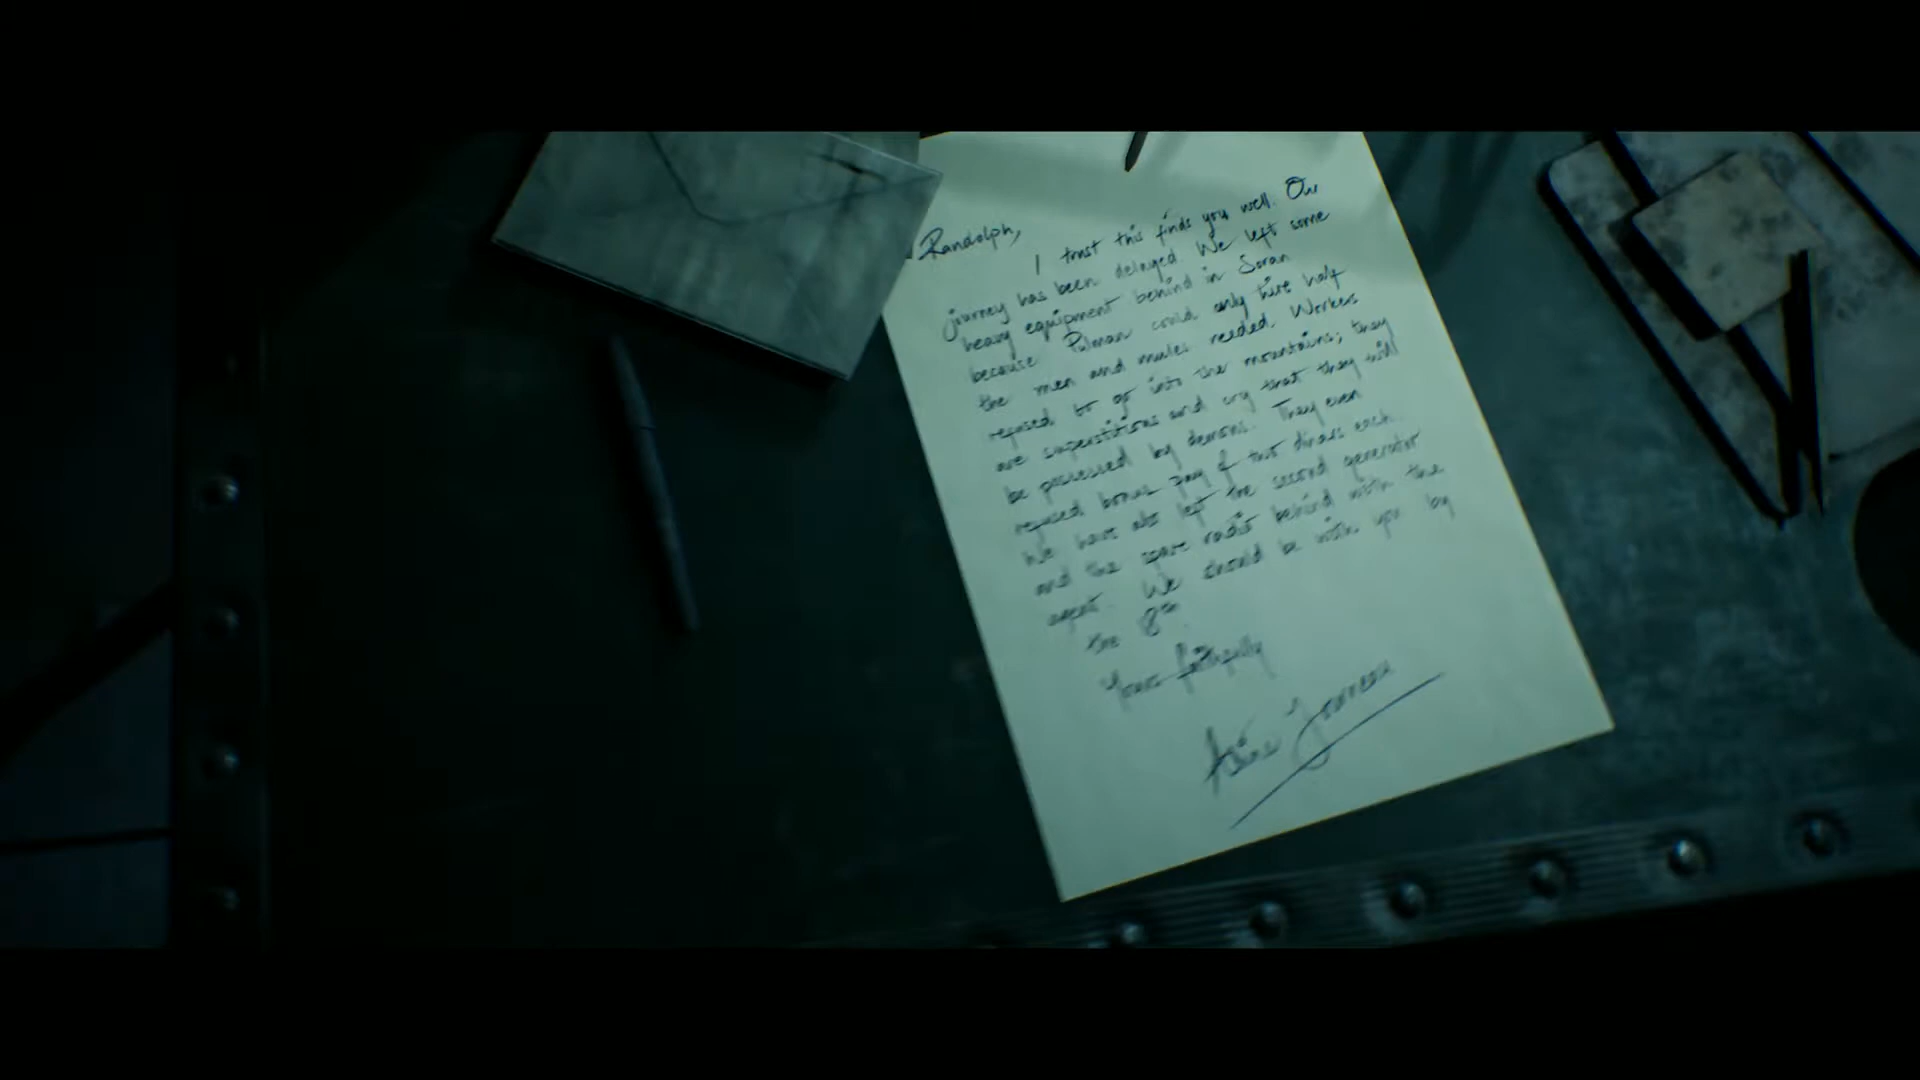 Randolph,
I trust this finds you well. Our
journey has been delayed. We left some
heavy equipment behind in Soran
because Pulman could only hire half
the men and mules needed. Workers
refused to go into the mountains; they
are superstitious and cry that they will
be possessed by demons. They even
refused bonus pay of two dinars each.
We have also left the second generator
and the spare radio behind with the
agent. We should be with you by
the 8th
Yours faithfully